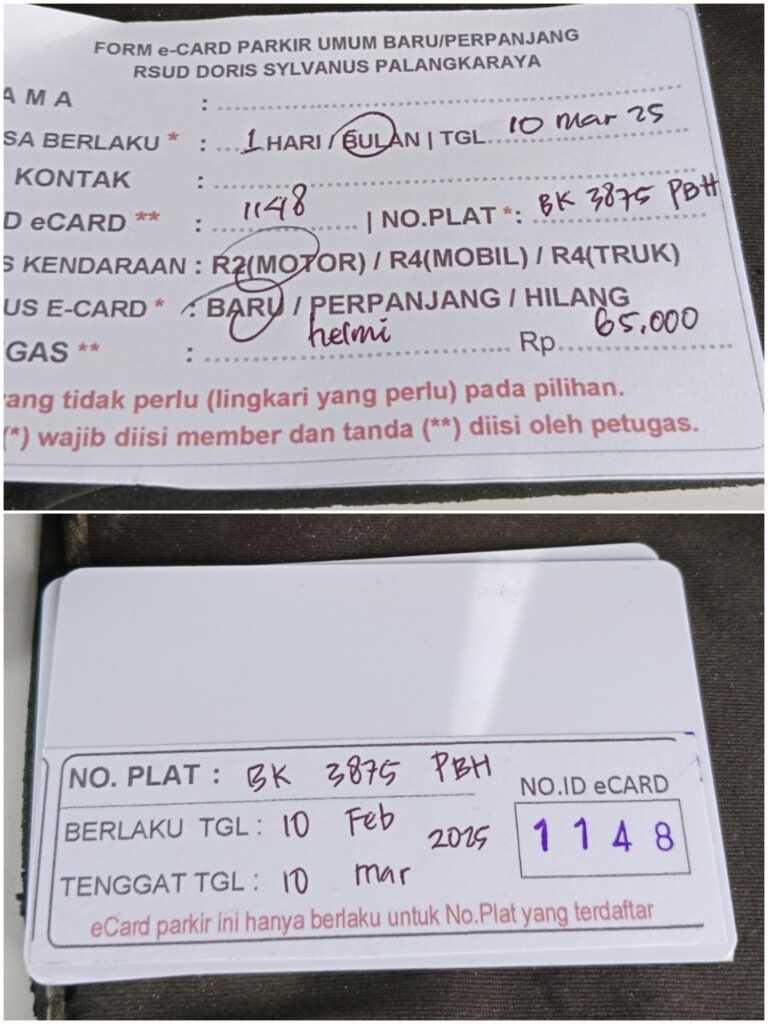 FORM e-CARD PARKIR UMUM BARU/PERPANJANG
RSUD DORIS SYLVANUS PALANGKARAYA
AMA :
SA BERLAKU * : 1 HARI / BULAN | TGL. 10 Mar 25
KONTAK :
D eCARD ** : 1148 | NO.PLAT *: BK 3875 PBH
S KENDARAAN : R2(MOTOR) / R4(MOBIL) / R4(TRUK)
US E-CARD * : BARU / PERPANJANG / HILANG
GAS ** : helmi Rp. 65.000
ang tidak perlu (lingkari yang perlu) pada pilihan.
(*) wajib diisi member dan tanda (**) diisi oleh petugas.
NO. PLAT : BK 3875 PBH
NO.ID eCARD
BERLAKU TGL : 10 Feb 2025
1148
TENGGAT TGL : 10 mar
eCard parkir ini hanya berlaku untuk No.Plat yang terdaftar